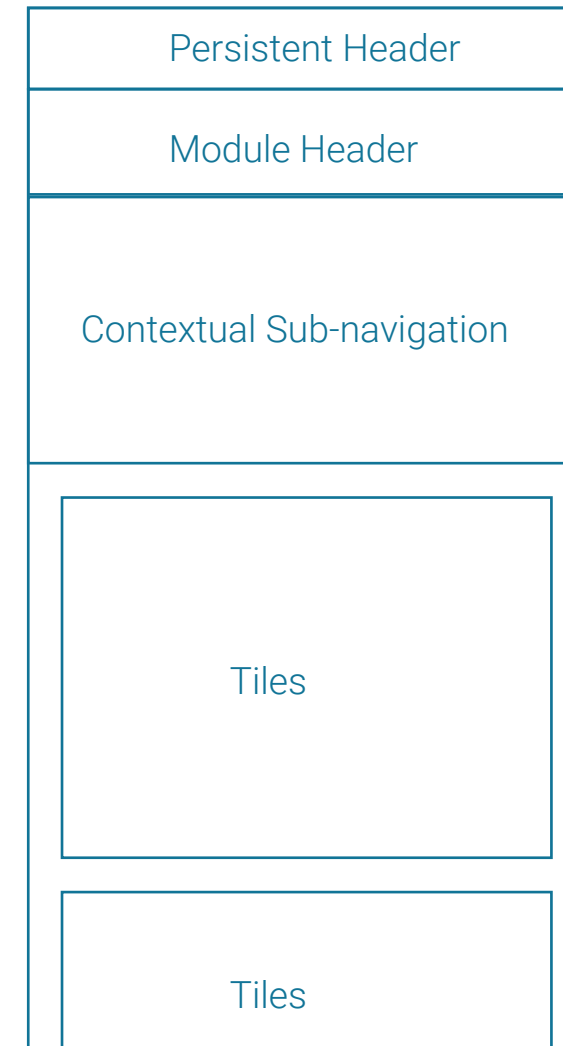 Persistent Header
Module Header
Contextual Sub-navigation
Tiles
Tiles